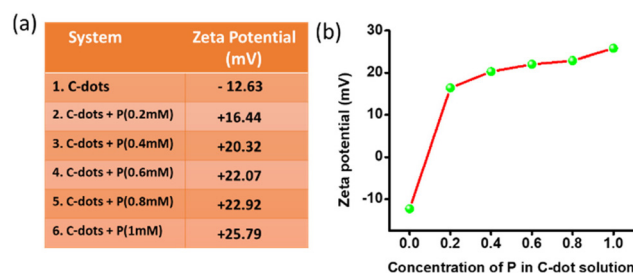 (a)
System Zeta Potential
(mV)
1. C-dots - 12.63
2. C-dots + P(0.2mM) +16.44
3. C-dots + P(0.4mM) +20.32
4. C-dots + P(0.6mM) +22.07
5. C-dots + P(0.8mM) +22.92
6. C-dots + P(1mM) +25.79
(b)
Zeta potential (mV)
30
20
10
0
-10
0.0 0.2 0.4 0.6 0.8 1.0
Concentration of P in C-dot solution